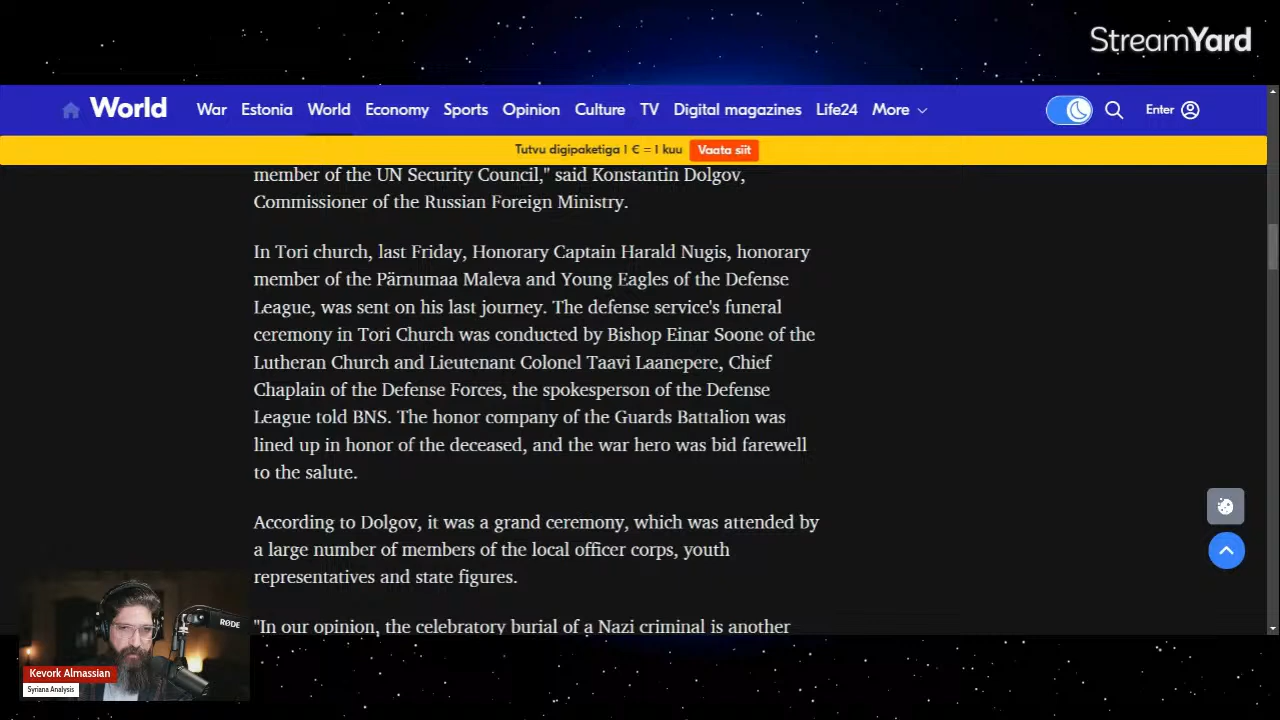 StreamYard
World War Estonia World Economy Sports Opinion Culture TV Digital magazines Life24 More Enter
Tutvu digipaketiga 1 € = 1 kuu Vaata siit
member of the UN Security Council," said Konstantin Dolgov,
Commissioner of the Russian Foreign Ministry.
In Tori church, last Friday, Honorary Captain Harald Nugis, honorary
member of the Pärnumaa Maleva and Young Eagles of the Defense
League, was sent on his last journey. The defense service's funeral
ceremony in Tori Church was conducted by Bishop Einar Soone of the
Lutheran Church and Lieutenant Colonel Taavi Laanepere, Chief
Chaplain of the Defense Forces, the spokesperson of the Defense
League told BNS. The honor company of the Guards Battalion was
lined up in honor of the deceased, and the war hero was bid farewell
to the salute.
According to Dolgov, it was a grand ceremony, which was attended by
a large number of members of the local officer corps, youth
representatives and state figures.
"In our opinion, the celebratory burial of a Nazi criminal is another
RØDE
Kevork Almassian
Syriana Analysis